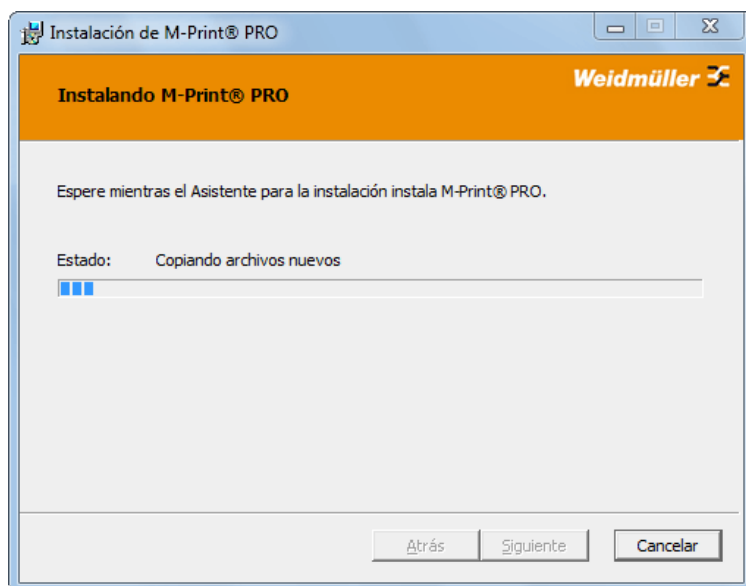 Instalación de M-Print® PRO
Weidmüller
Instalando M-Print® PRO
Espere mientras el Asistente para la instalación instala M-Print® PRO.
Estado: Copiando archivos nuevos
Atrás Siguiente Cancelar